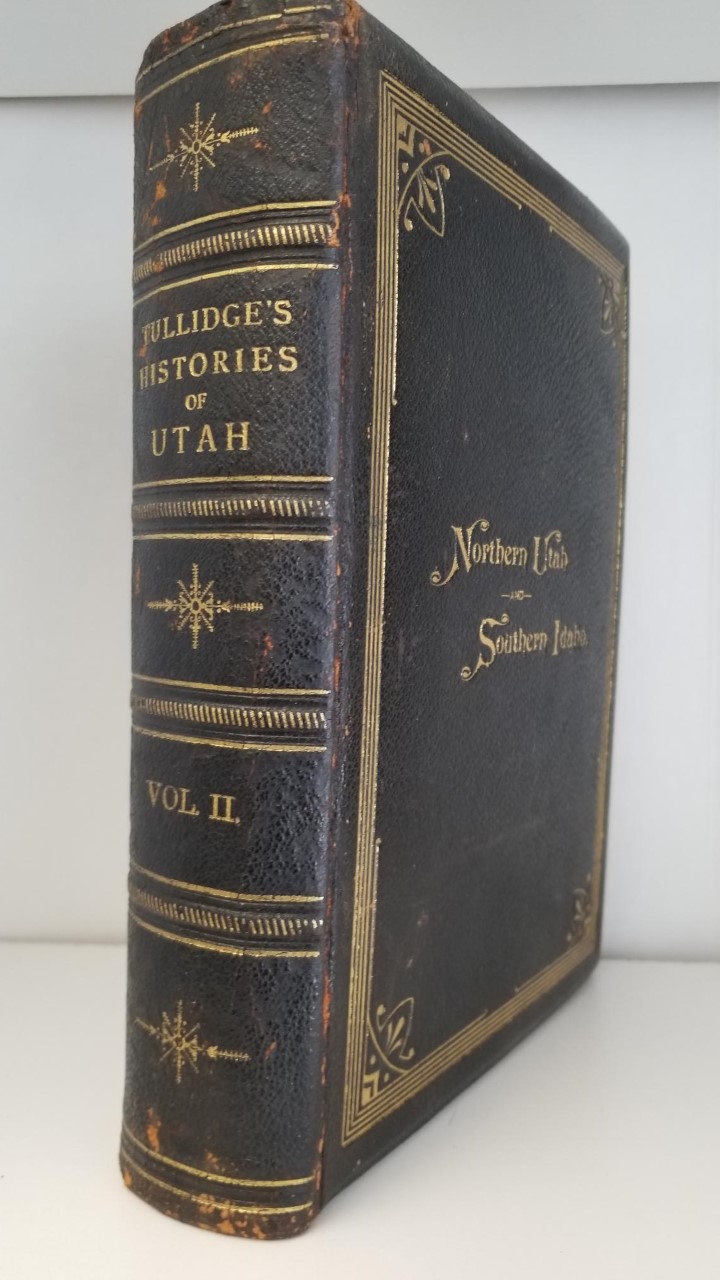 TULLIDGE'S
HISTORIES
OF
UTAH
VOL. II.
Northern Utah
—AND—
Southern Idaho.